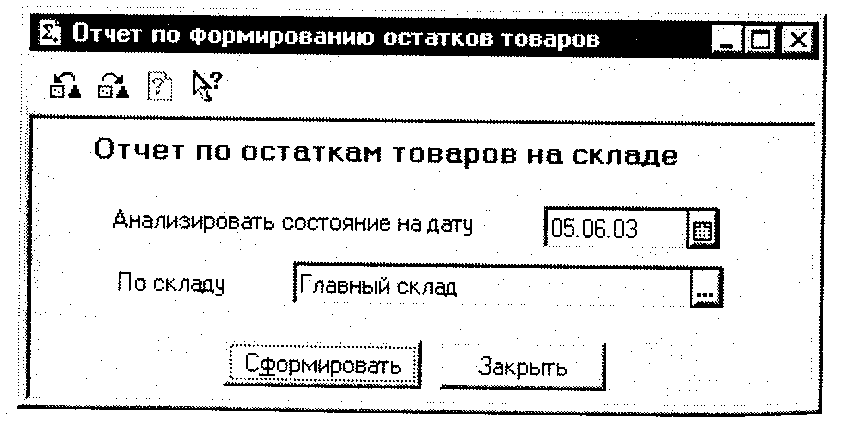 Отчет по формированию остатков товаров
Отчет по остаткам товаров на складе
Анализировать состояние на дату 05.06.03
По складу Главный склад ...
Сформировать Закрыть